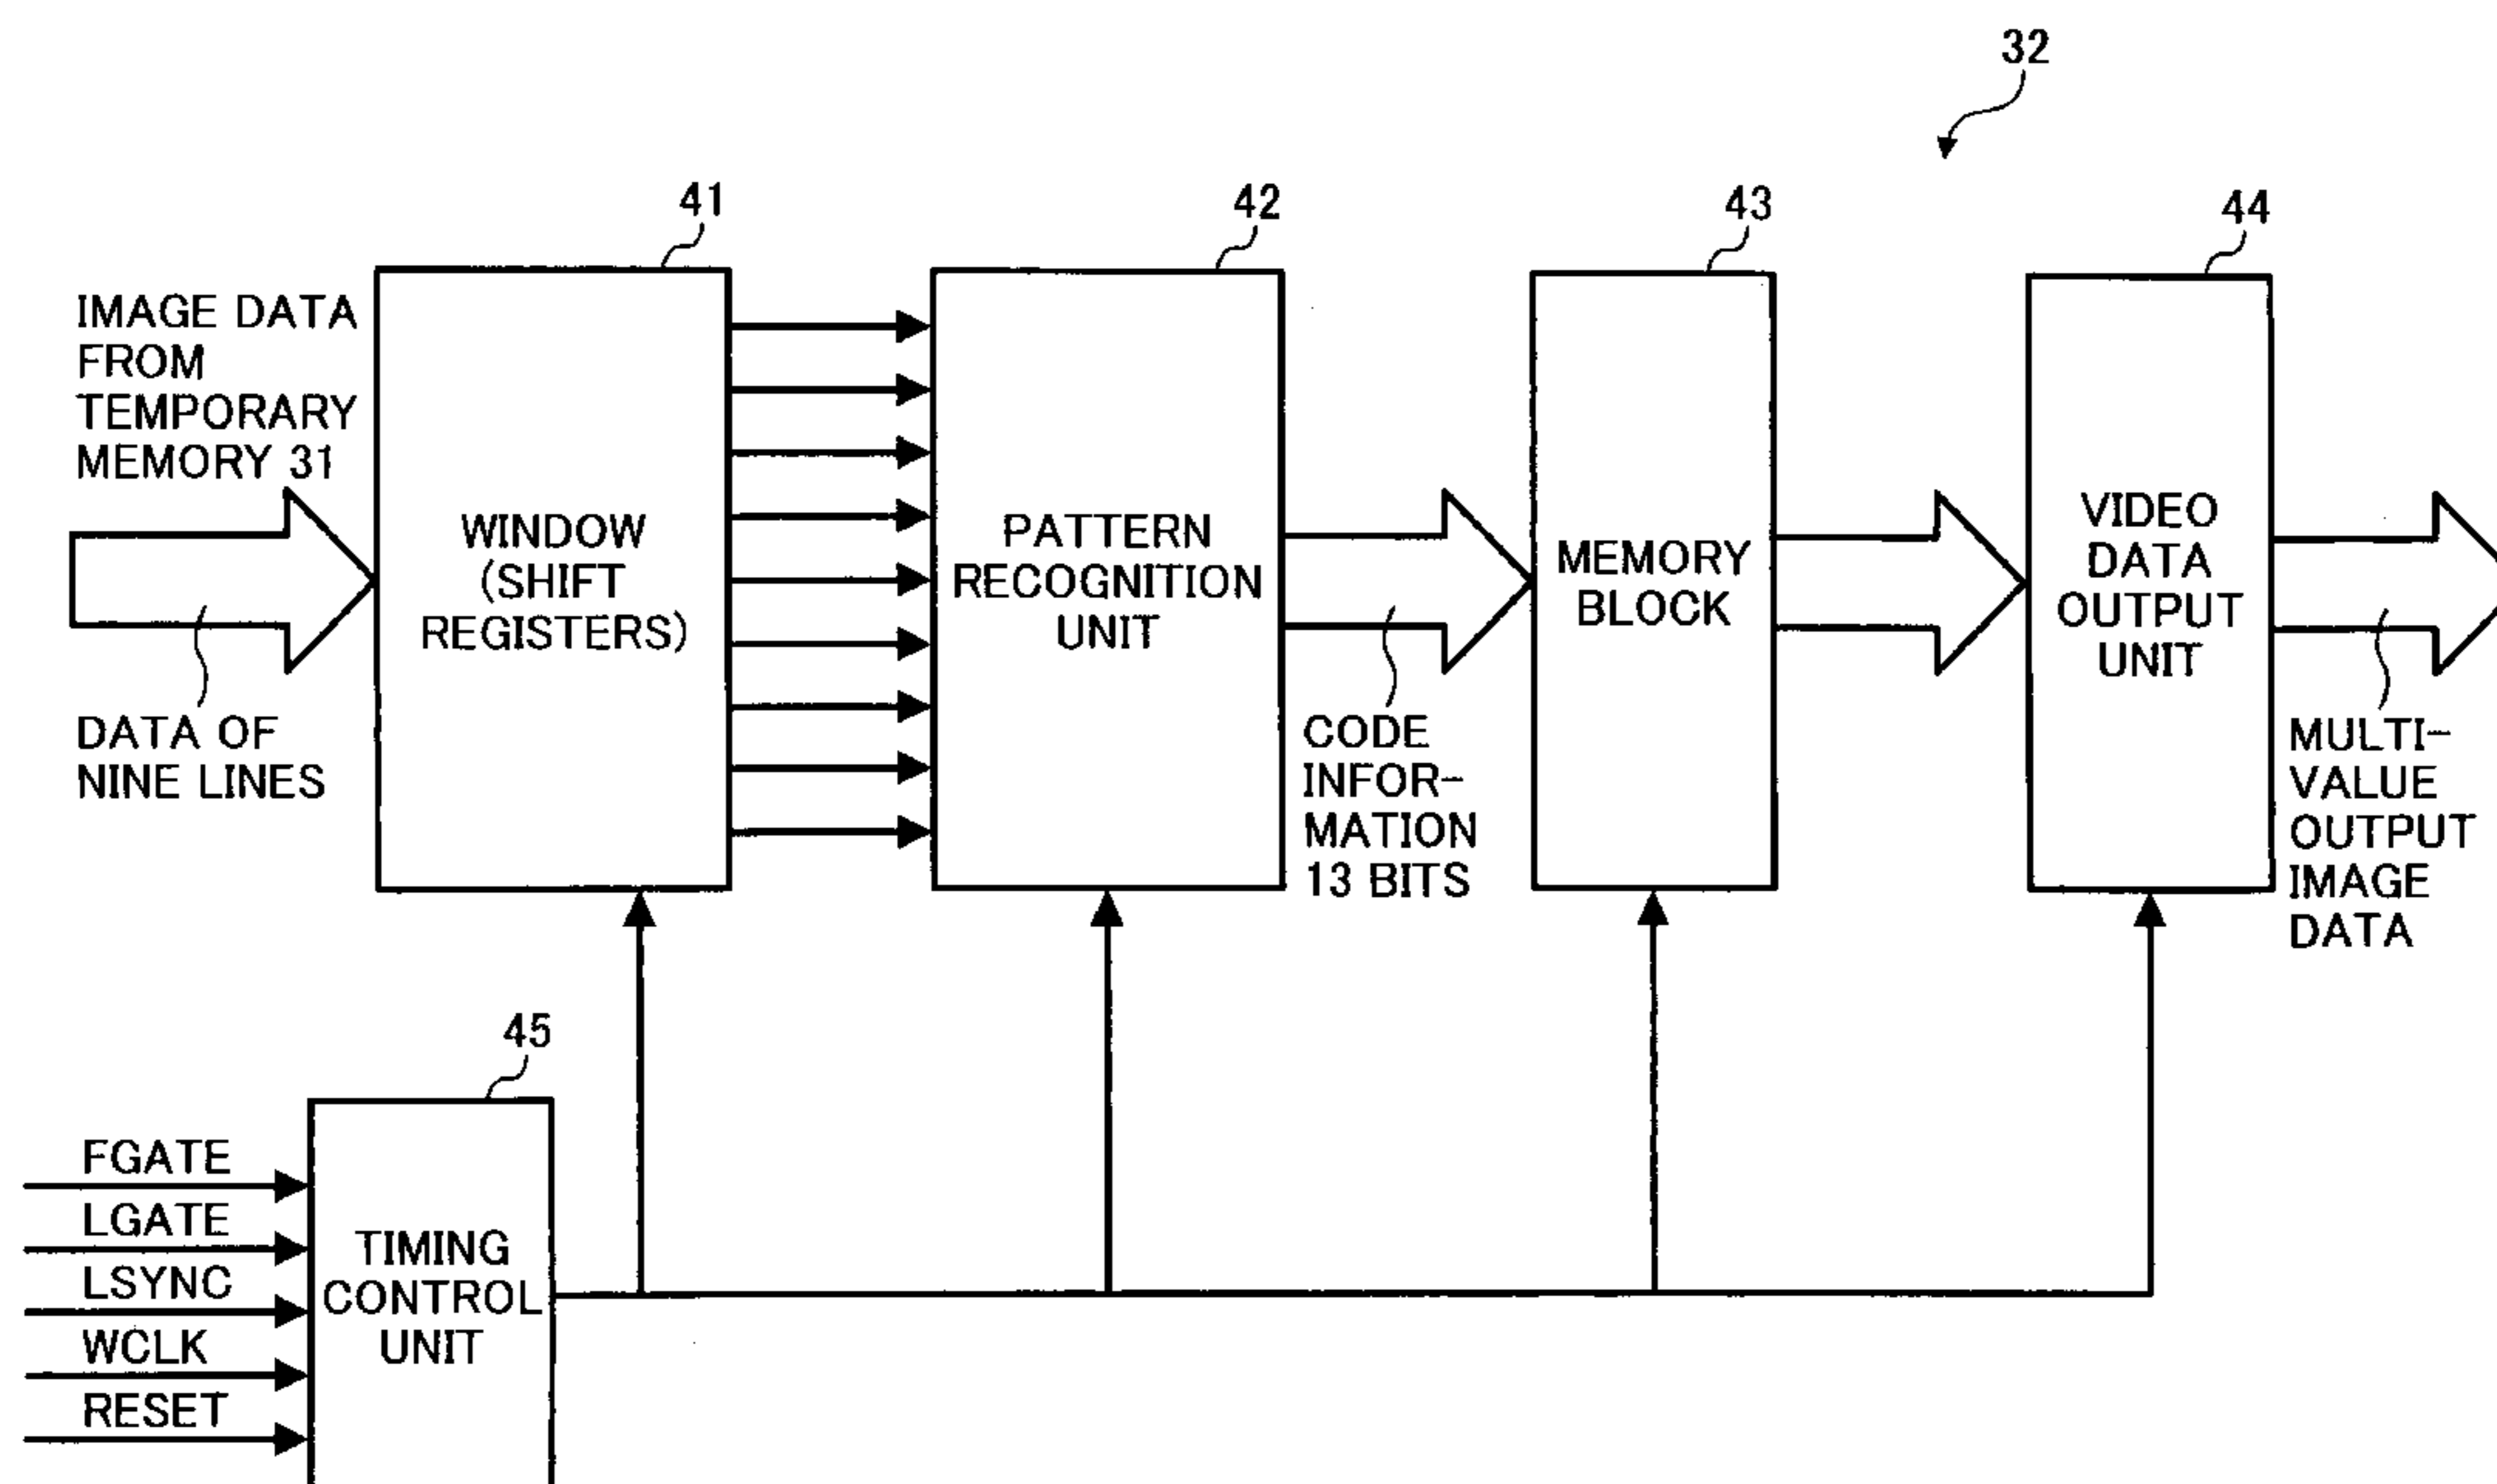 32
41
42
43
44
IMAGE DATA
FROM
TEMPORARY
MEMORY 31
DATA OF
NINE LINES
WINDOW
(SHIFT
REGISTERS)
PATTERN
RECOGNITION
UNIT
CODE
INFOR-
MATION
13 BITS
MEMORY
BLOCK
VIDEO
DATA
OUTPUT
UNIT
MULTI-
VALUE
OUTPUT
IMAGE
DATA
45
FGATE
LGATE
LSYNC
WCLK
RESET
TIMING
CONTROL
UNIT